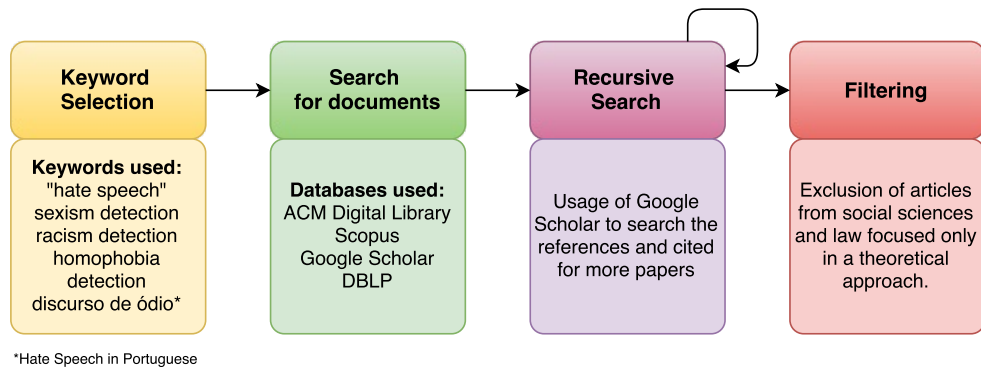 Keyword
Selection
Keywords used:
"hate speech"
sexism detection
racism detection
homophobia
detection
discurso de ódio*
*Hate Speech in Portuguese
Search
for documents
Databases used:
ACM Digital Library
Scopus
Google Scholar
DBLP
Recursive
Search
Usage of Google
Scholar to search the
references and cited
for more papers
Filtering
Exclusion of articles
from social sciences
and law focused only
in a theoretical
approach.